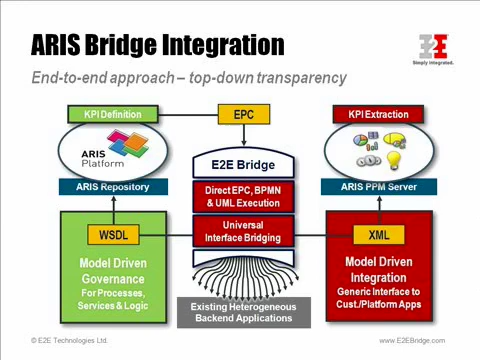 ARIS Bridge Integration
E2E
Simply Integrated.
End-to-end approach – top-down transparency
KPI Definition
EPC
KPI Extraction
ARIS
Platform
E2E Bridge
ARIS Repository
Direct EPC, BPMN
& UML Execution
ARIS PPM Server
WSDL
Universal
Interface Bridging
XML
Model Driven
Governance
For Processes,
Services & Logic
Model Driven
Integration
Generic Interface to
Cust./Platform Apps
Existing Heterogeneous
Backend Applications
© E2E Technologies Ltd.
www.E2EBridge.com